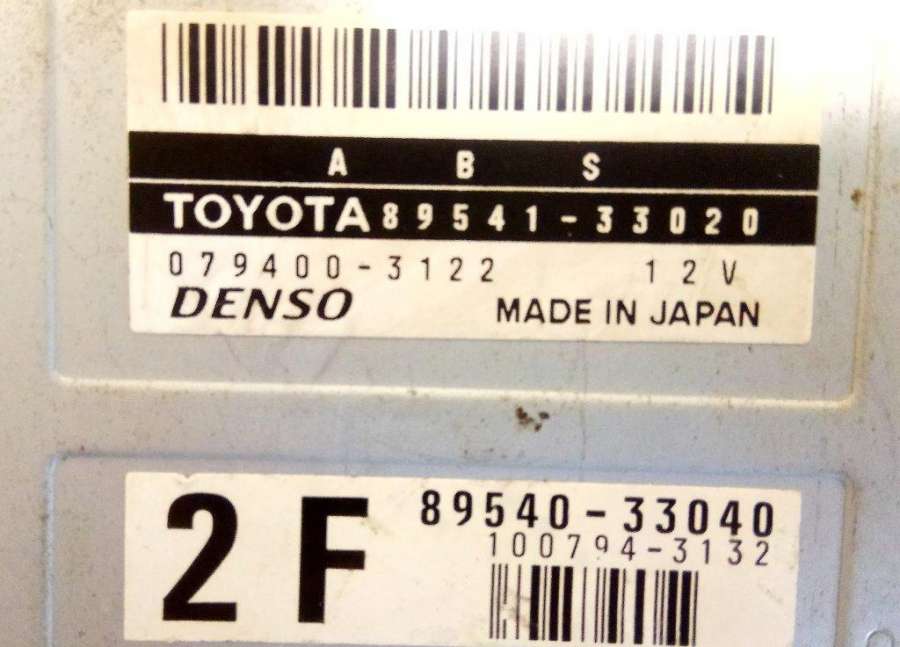 A B S
TOYOTA 89541-33020
079400-3122 12V
DENSO MADE IN JAPAN
2F 89540-33040
100794-3132